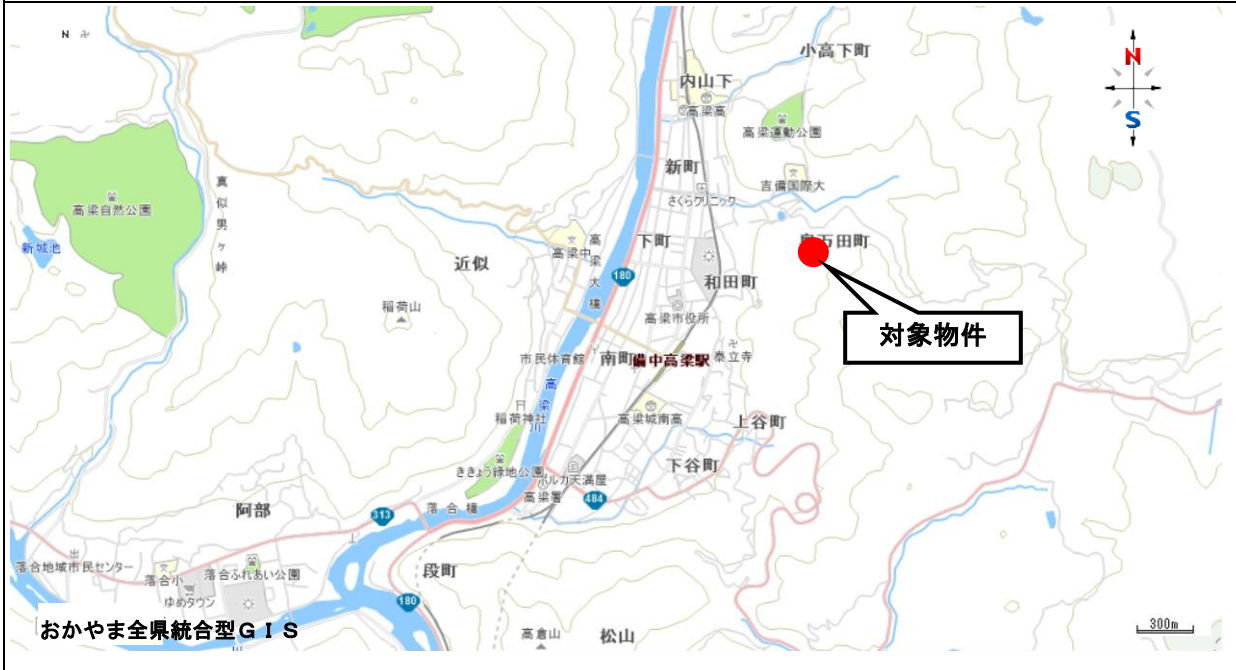 N
小高下町
内山下
高梁高
N
S
高梁運動公園
新町
吉備国際大
さくらクリニック
真似男ヶ峠
高梁自然公園
新城池
近似
高梁中
高梁大橋
下町
180
万田町
和田町
稲荷山
高梁市役所
対象物件
市民体育館
南町
備中高梁駅
泰立寺
高梁川
稲荷神社
高梁城南高
上谷町
下谷町
ききょう緑地公園
ポルカ天満屋
高梁署
484
阿部
313
落合橋
落合地域市民センター
落合小
落合ふれあい公園
ゆめタウン
段町
180
おかやま全県統合型GIS
川
高倉山
松山
300m